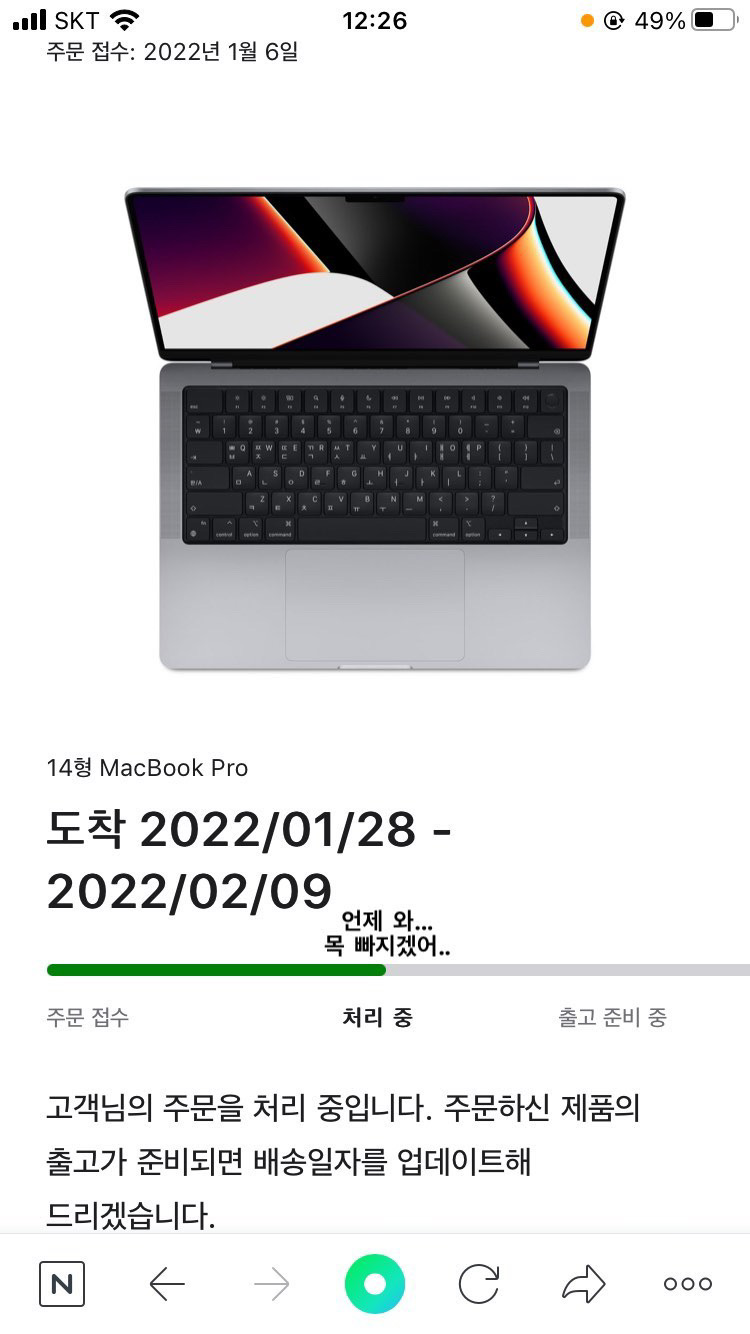 SKT 12:26 49%
주문 접수: 2022년 1월 6일
14형 MacBook Pro
도착 2022/01/28 -
2022/02/09
언제 와...
목 빠지겠어..
주문 접수 처리 중 출고 준비 중
고객님의 주문을 처리 중입니다. 주문하신 제품의
출고가 준비되면 배송일자를 업데이트해
드리겠습니다.
N